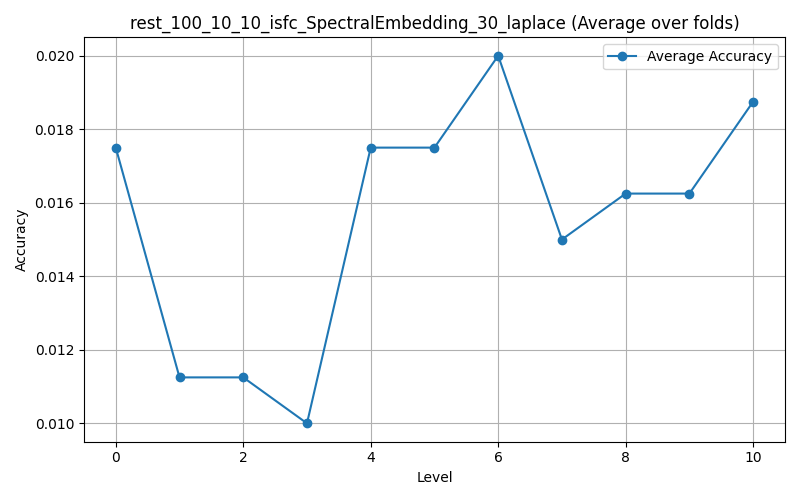 rest_100_10_10_isfc_SpectralEmbedding_30_laplace (Average over folds)
Average Accuracy
0.020
0.018
0.016
0.014
0.012
0.010
Accuracy
0 2 4 6 8 10
Level